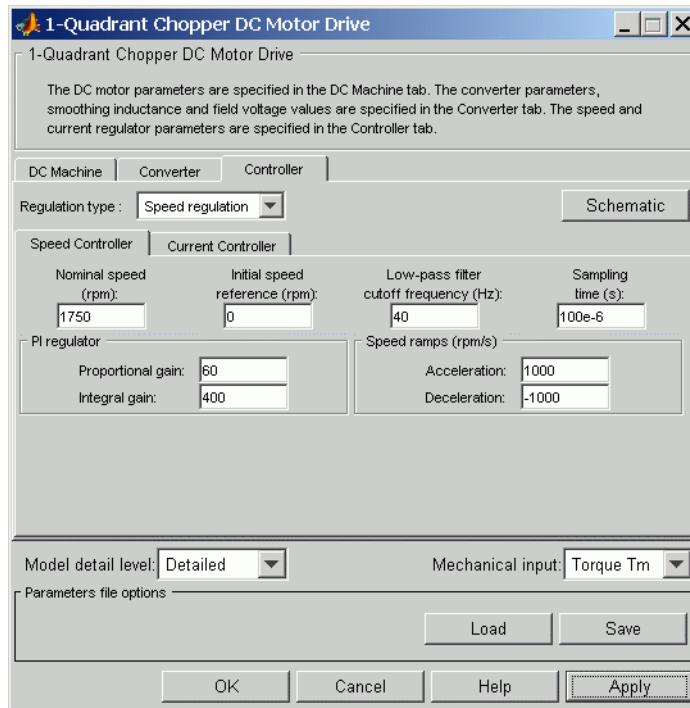 1-Quadrant Chopper DC Motor Drive
1-Quadrant Chopper DC Motor Drive
The DC motor parameters are specified in the DC Machine tab. The converter parameters,
smoothing inductance and field voltage values are specified in the Converter tab. The speed and
current regulator parameters are specified in the Controller tab.
DC Machine Converter Controller
Regulation type : Speed regulation Schematic
Speed Controller Current Controller
Nominal speed Initial speed Low-pass filter Sampling
(rpm): reference (rpm): cutoff frequency (Hz): time (s):
1750 0 40 100e-6
PI regulator Speed ramps (rpm/s)
Proportional gain: 60 Acceleration: 1000
Integral gain: 400 Deceleration: -1000
Model detail level: Detailed Mechanical input: Torque Tm
Parameters file options
Load Save
OK Cancel Help Apply